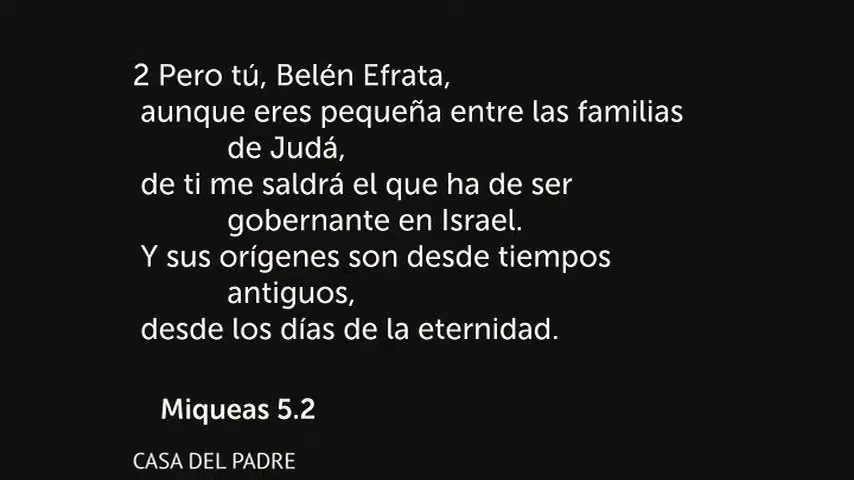 2 Pero tú, Belén Efrata,
aunque eres pequeña entre las familias
de Judá,
de ti me saldrá el que ha de ser
gobernante en Israel.
Y sus orígenes son desde tiempos
antiguos,
desde los días de la eternidad.
Miqueas 5.2
CASA DEL PADRE